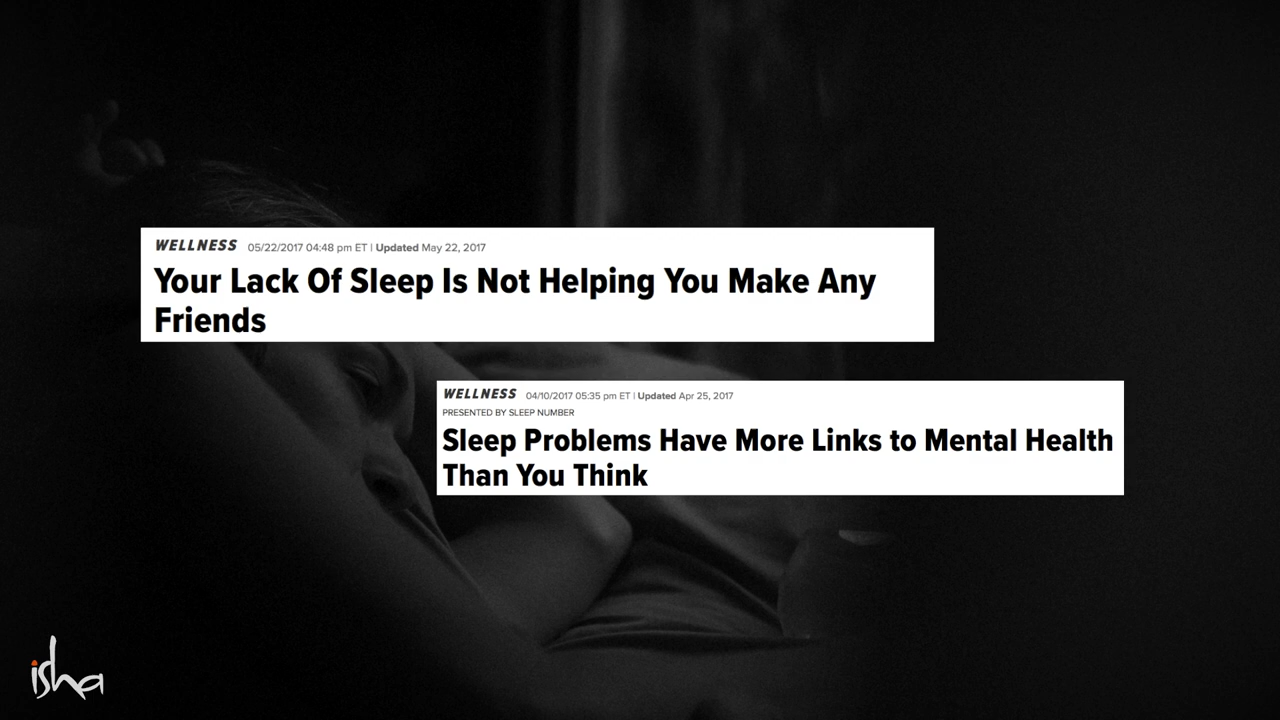 WELLNESS 05/22/2017 04:48 pm ET | Updated May 22, 2017
Your Lack Of Sleep Is Not Helping You Make Any
Friends
WELLNESS 04/10/2017 05:35 pm ET | Updated Apr 25, 2017
PRESENTED BY SLEEP NUMBER
Sleep Problems Have More Links to Mental Health
Than You Think
isha